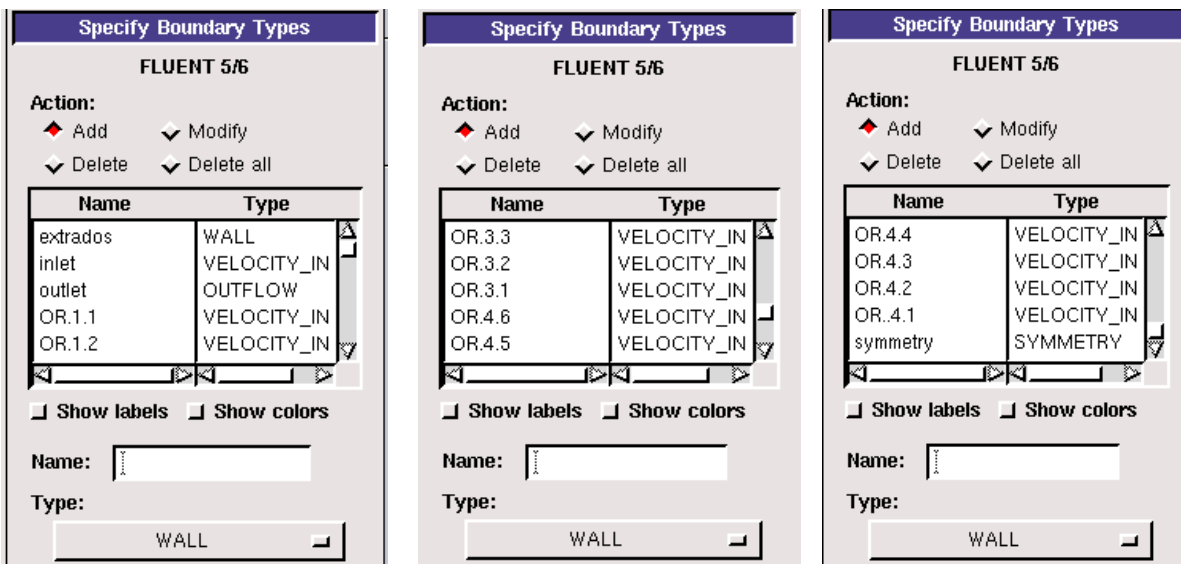 Specify Boundary Types
FLUENT 5/6
Action:
Add Modify
Delete Delete all
Name Type
extrados WALL
inlet VELOCITY_IN
outlet OUTFLOW
OR.1.1 VELOCITY_IN
OR.1.2 VELOCITY_IN
Show labels Show colors
Name:
Type:
WALL
Specify Boundary Types
FLUENT 5/6
Action:
Add Modify
Delete Delete all
Name Type
OR.3.3 VELOCITY_IN
OR.3.2 VELOCITY_IN
OR.3.1 VELOCITY_IN
OR.4.6 VELOCITY_IN
OR.4.5 VELOCITY_IN
Show labels Show colors
Name:
Type:
WALL
Specify Boundary Types
FLUENT 5/6
Action:
Add Modify
Delete Delete all
Name Type
OR.4.4 VELOCITY_IN
OR.4.3 VELOCITY_IN
OR.4.2 VELOCITY_IN
OR..4.1 VELOCITY_IN
symmetry SYMMETRY
Show labels Show colors
Name:
Type:
WALL